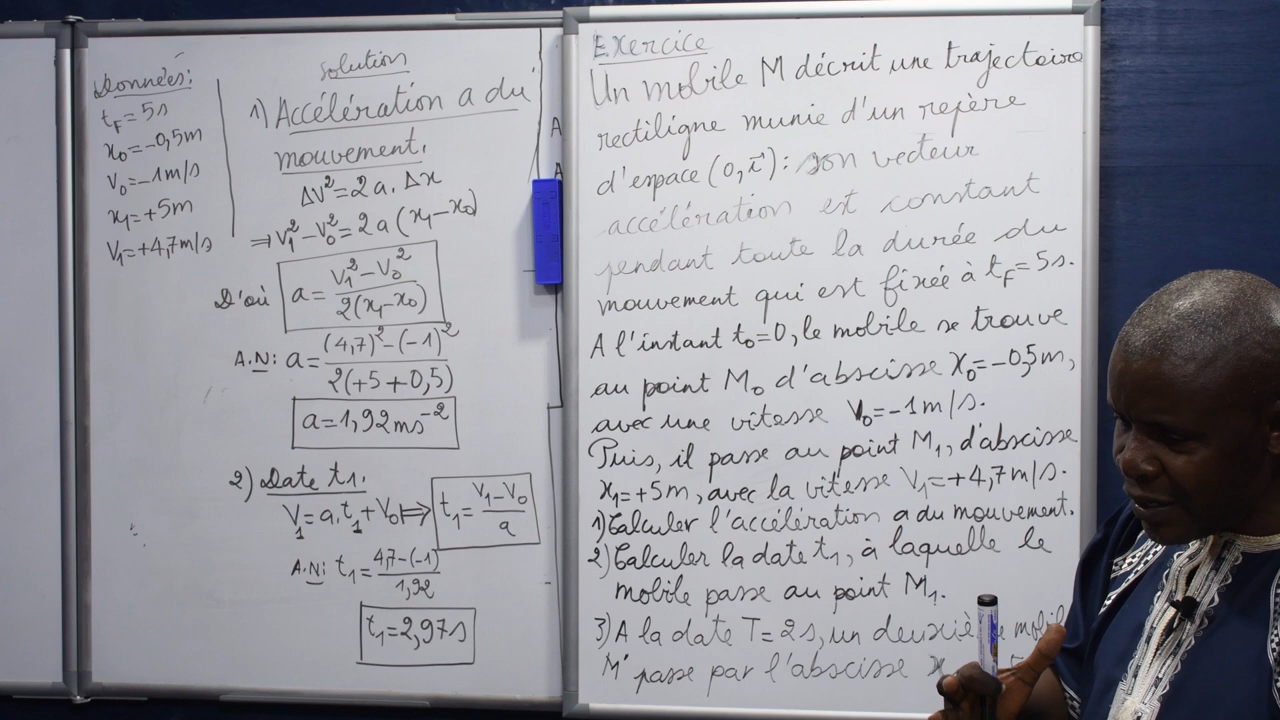 Données:
t_F = 5s
x₀ = -0,5m
V₀ = -1m/s
x₁ = +5m
V₁ = +4,7m/s
Solution
1) Accélération a du
mouvement.
ΔV² = 2a. Δx
⇒ V₁² - V₀² = 2a(x₁ - x₀)
D'où a = (V₁² - V₀²) / 2(x₁ - x₀)
A.N: a = ((4,7)² - (-1)²) / 2(+5 + 0,5)
a = 1,92 ms⁻²
2) Date t₁.
V₁ = a.t₁ + V₀ ⟹ t₁ = (V₁ - V₀) / a
A.N: t₁ = (4,7 - (-1)) / 1,92
t₁ = 2,97s
A
A
Exercice
Un mobile M décrit une trajectoire
rectiligne munie d'un repère
d'espace (0, i⃗): son vecteur
accélération est constant
pendant toute la durée du
mouvement qui est fixée à t_F = 5s.
A l'instant t₀ = 0, le mobile se trouve
au point M₀ d'abscisse x₀ = -0,5m,
avec une vitesse V₀ = -1m/s.
Puis, il passe au point M₁, d'abscisse
x₁ = +5m, avec la vitesse V₁ = +4,7m/s.
1) Calculer l'accélération a du mouvement.
2) Calculer la date t₁, à laquelle le
mobile passe au point M₁.
3) A la date T = 2s, un deuxième mobil
M' passe par l'abscisse x